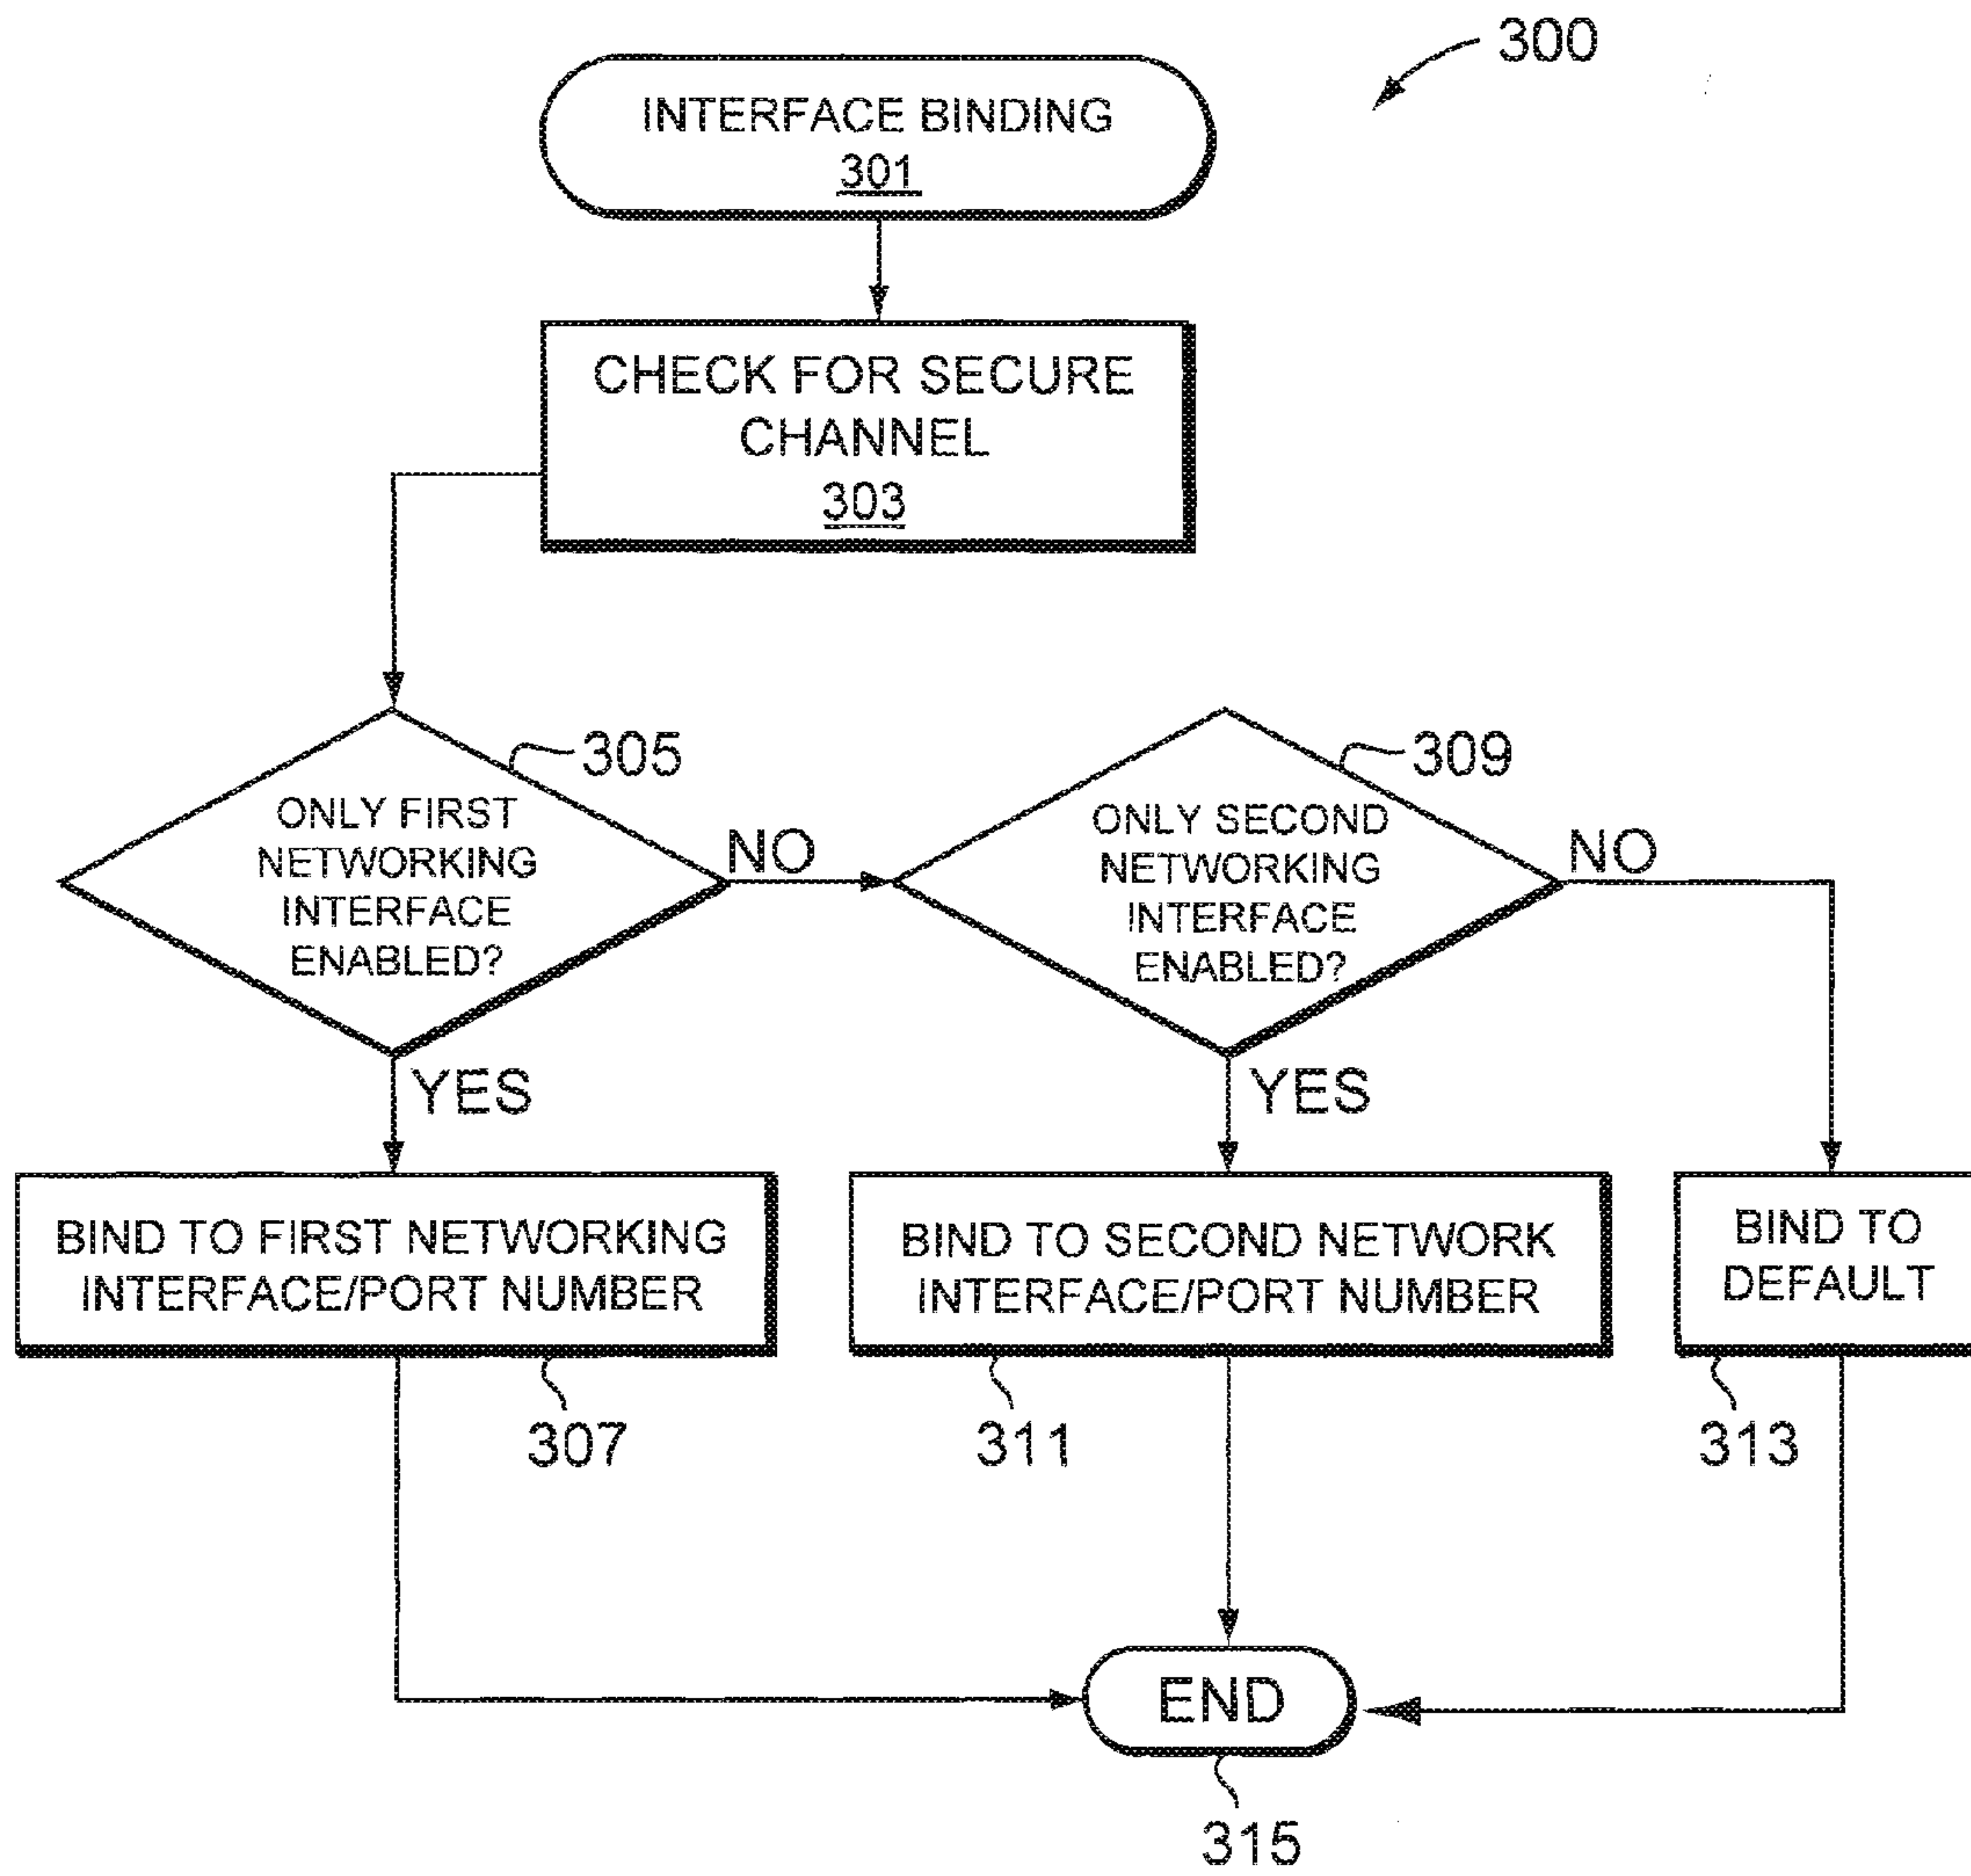 300
INTERFACE BINDING
301
CHECK FOR SECURE
CHANNEL
303
305
ONLY FIRST
NETWORKING
INTERFACE
ENABLED?
NO
309
ONLY SECOND
NETWORKING
INTERFACE
ENABLED?
NO
YES
YES
BIND TO FIRST NETWORKING
INTERFACE/PORT NUMBER
307
BIND TO SECOND NETWORK
INTERFACE/PORT NUMBER
311
BIND TO
DEFAULT
313
END
315